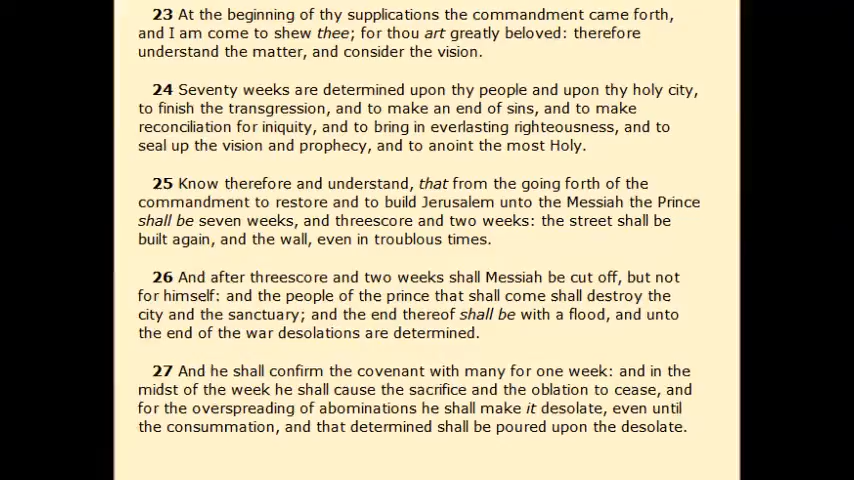 23 At the beginning of thy supplications the commandment came forth,
and I am come to shew thee; for thou art greatly beloved: therefore
understand the matter, and consider the vision.
24 Seventy weeks are determined upon thy people and upon thy holy city,
to finish the transgression, and to make an end of sins, and to make
reconciliation for iniquity, and to bring in everlasting righteousness, and to
seal up the vision and prophecy, and to anoint the most Holy.
25 Know therefore and understand, that from the going forth of the
commandment to restore and to build Jerusalem unto the Messiah the Prince
shall be seven weeks, and threescore and two weeks: the street shall be
built again, and the wall, even in troublous times.
26 And after threescore and two weeks shall Messiah be cut off, but not
for himself: and the people of the prince that shall come shall destroy the
city and the sanctuary; and the end thereof shall be with a flood, and unto
the end of the war desolations are determined.
27 And he shall confirm the covenant with many for one week: and in the
midst of the week he shall cause the sacrifice and the oblation to cease, and
for the overspreading of abominations he shall make it desolate, even until
the consummation, and that determined shall be poured upon the desolate.